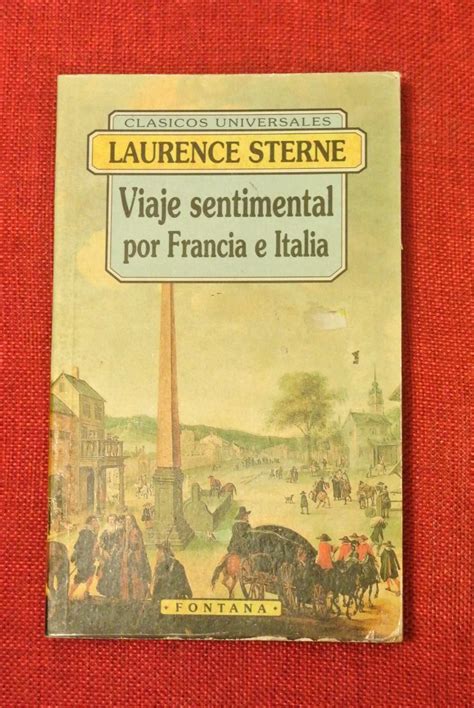 CLASICOS UNIVERSALES
LAURENCE STERNE
Viaje sentimental
por Francia e Italia
· FONTANA ·